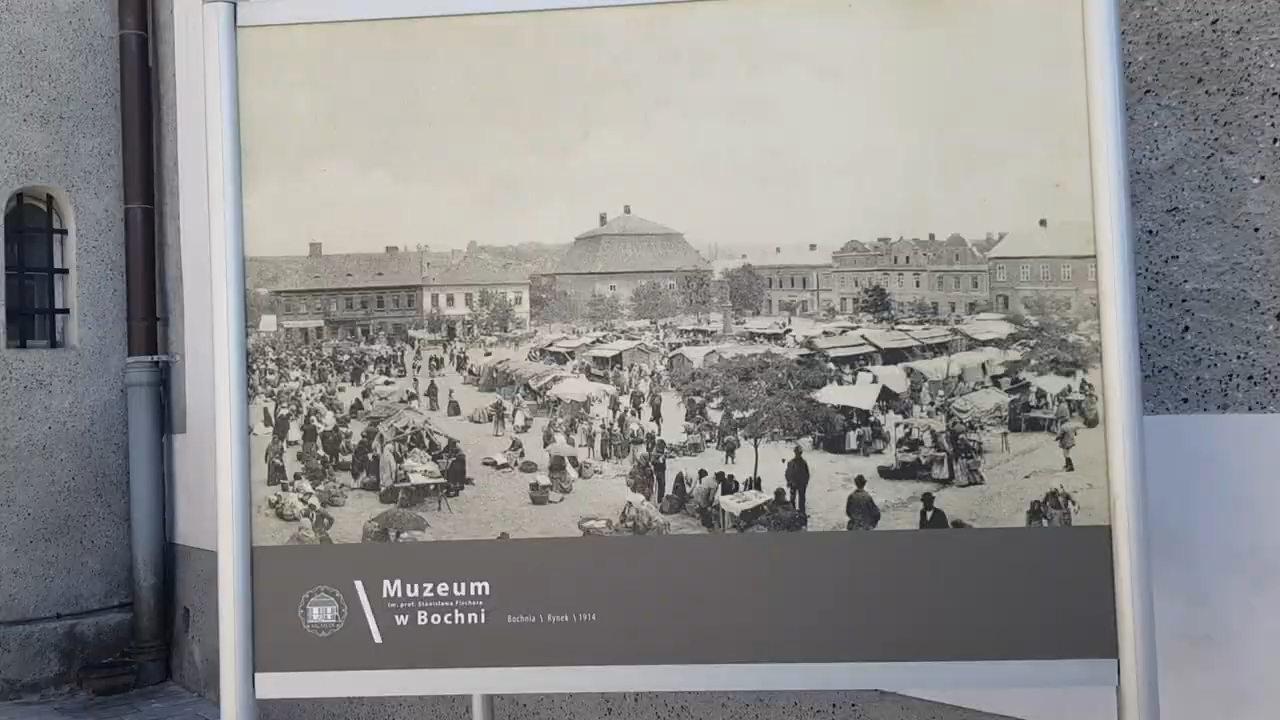 Muzeum
im. prof. Stanisława Fischera
w Bochni
Bochnia \ Rynek \ 1914